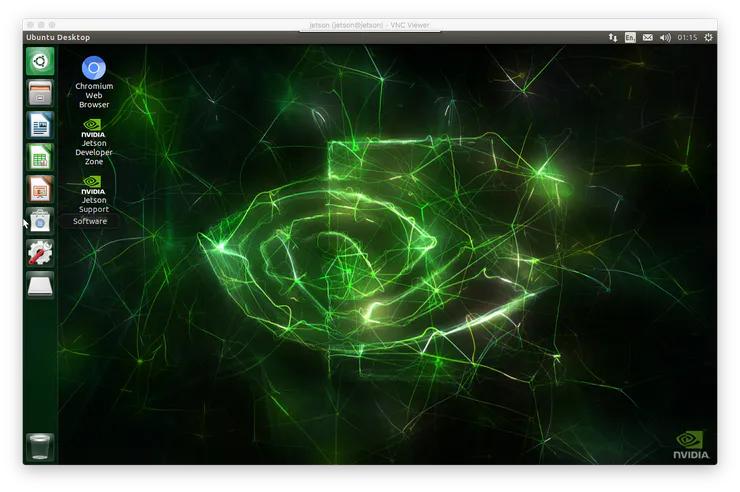 jetson (jetson@jetson) - VNC Viewer
Ubuntu Desktop
En
01:15
Chromium
Web
Browser
NVIDIA
Jetson
Developer
Zone
NVIDIA
Jetson
Support
Software
NVIDIA.